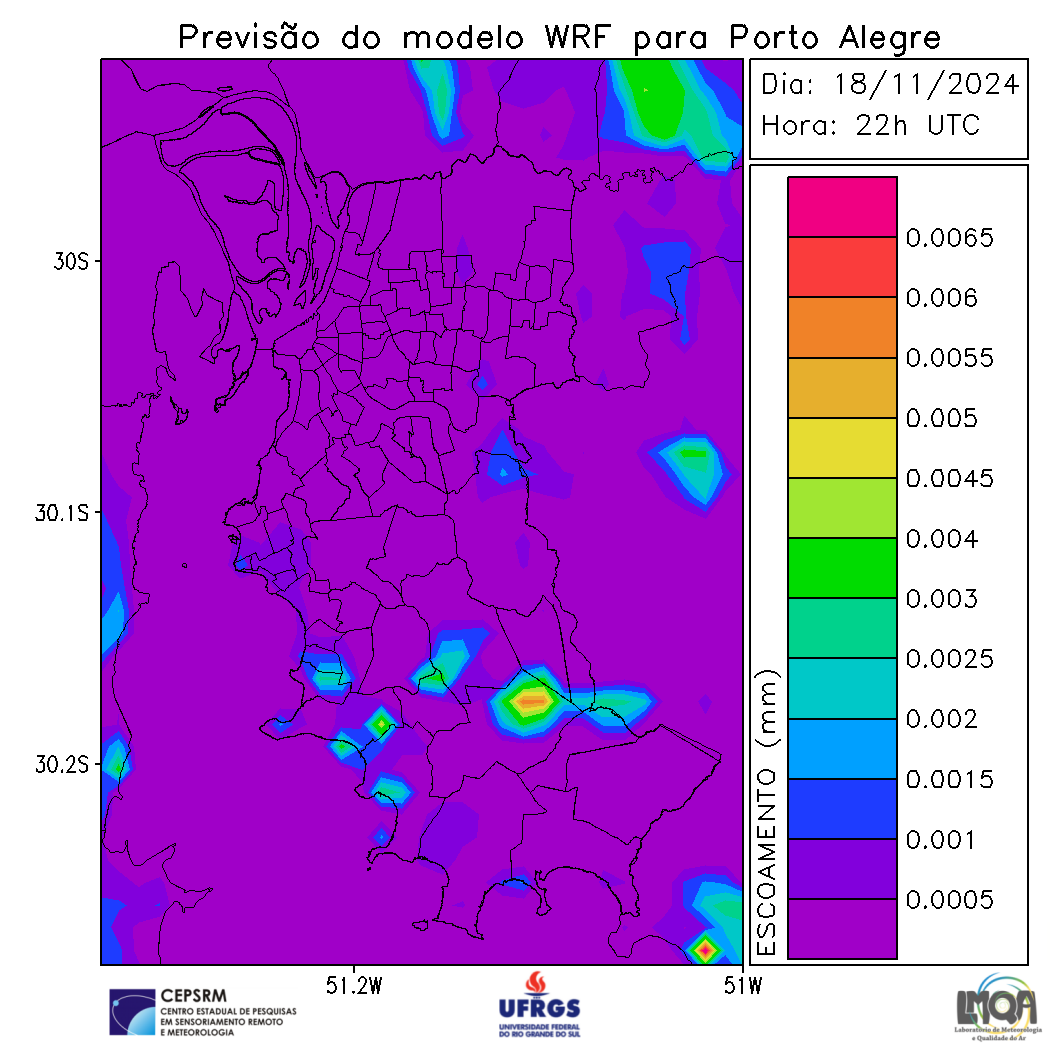 Previsão do modelo WRF para Porto Alegre
Dia: 18/11/2024
Hora: 22h UTC
0.0065
0.006
0.0055
0.005
0.0045
0.004
0.003
0.0025
0.002
0.0015
0.001
0.0005
ESCOAMENTO (mm)
30S
30.1S
30.2S
51.2W
51W
CEPSRM
CENTRO ESTADUAL DE PESQUISAS
EM SENSORIAMENTO REMOTO
E METEOROLOGIA
UFRGS
UNIVERSIDADE FEDERAL
DO RIO GRANDE DO SUL
LMQA
Laboratório de Meteorologia
e Qualidade do Ar